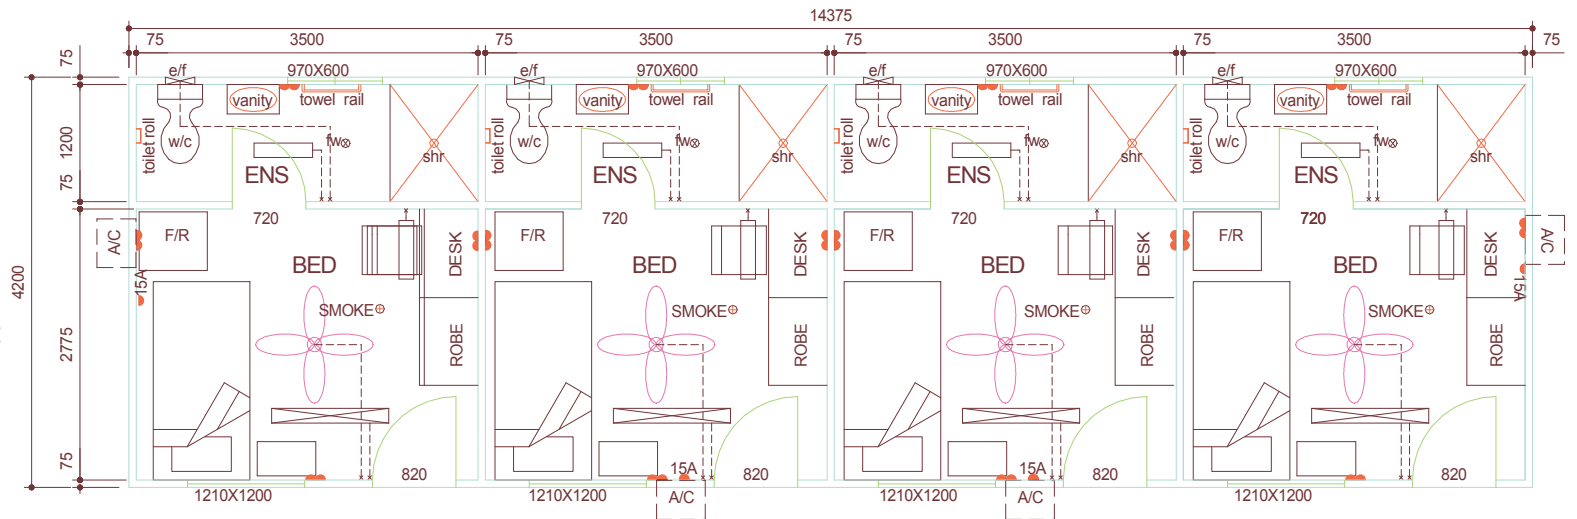 14375
75 3500 75 3500 75 3500 75 3500 75
75
e/f 970X600 e/f 970X600 e/f 970X600 e/f 970X600
vanity towel rail vanity towel rail vanity towel rail vanity towel rail
1200
toilet roll w/c fw shr toilet roll w/c fw shr toilet roll w/c fw shr toilet roll w/c fw shr
ENS ENS ENS ENS
75
720 720 720 720
A/C F/R DESK F/R DESK F/R DESK F/R DESK A/C
BED BED BED BED
4200
15A 15A
SMOKE SMOKE SMOKE SMOKE
2775
ROBE ROBE ROBE ROBE
75
820 15A 820 15A 820 820
1210X1200 1210X1200 A/C 1210X1200 A/C 1210X1200